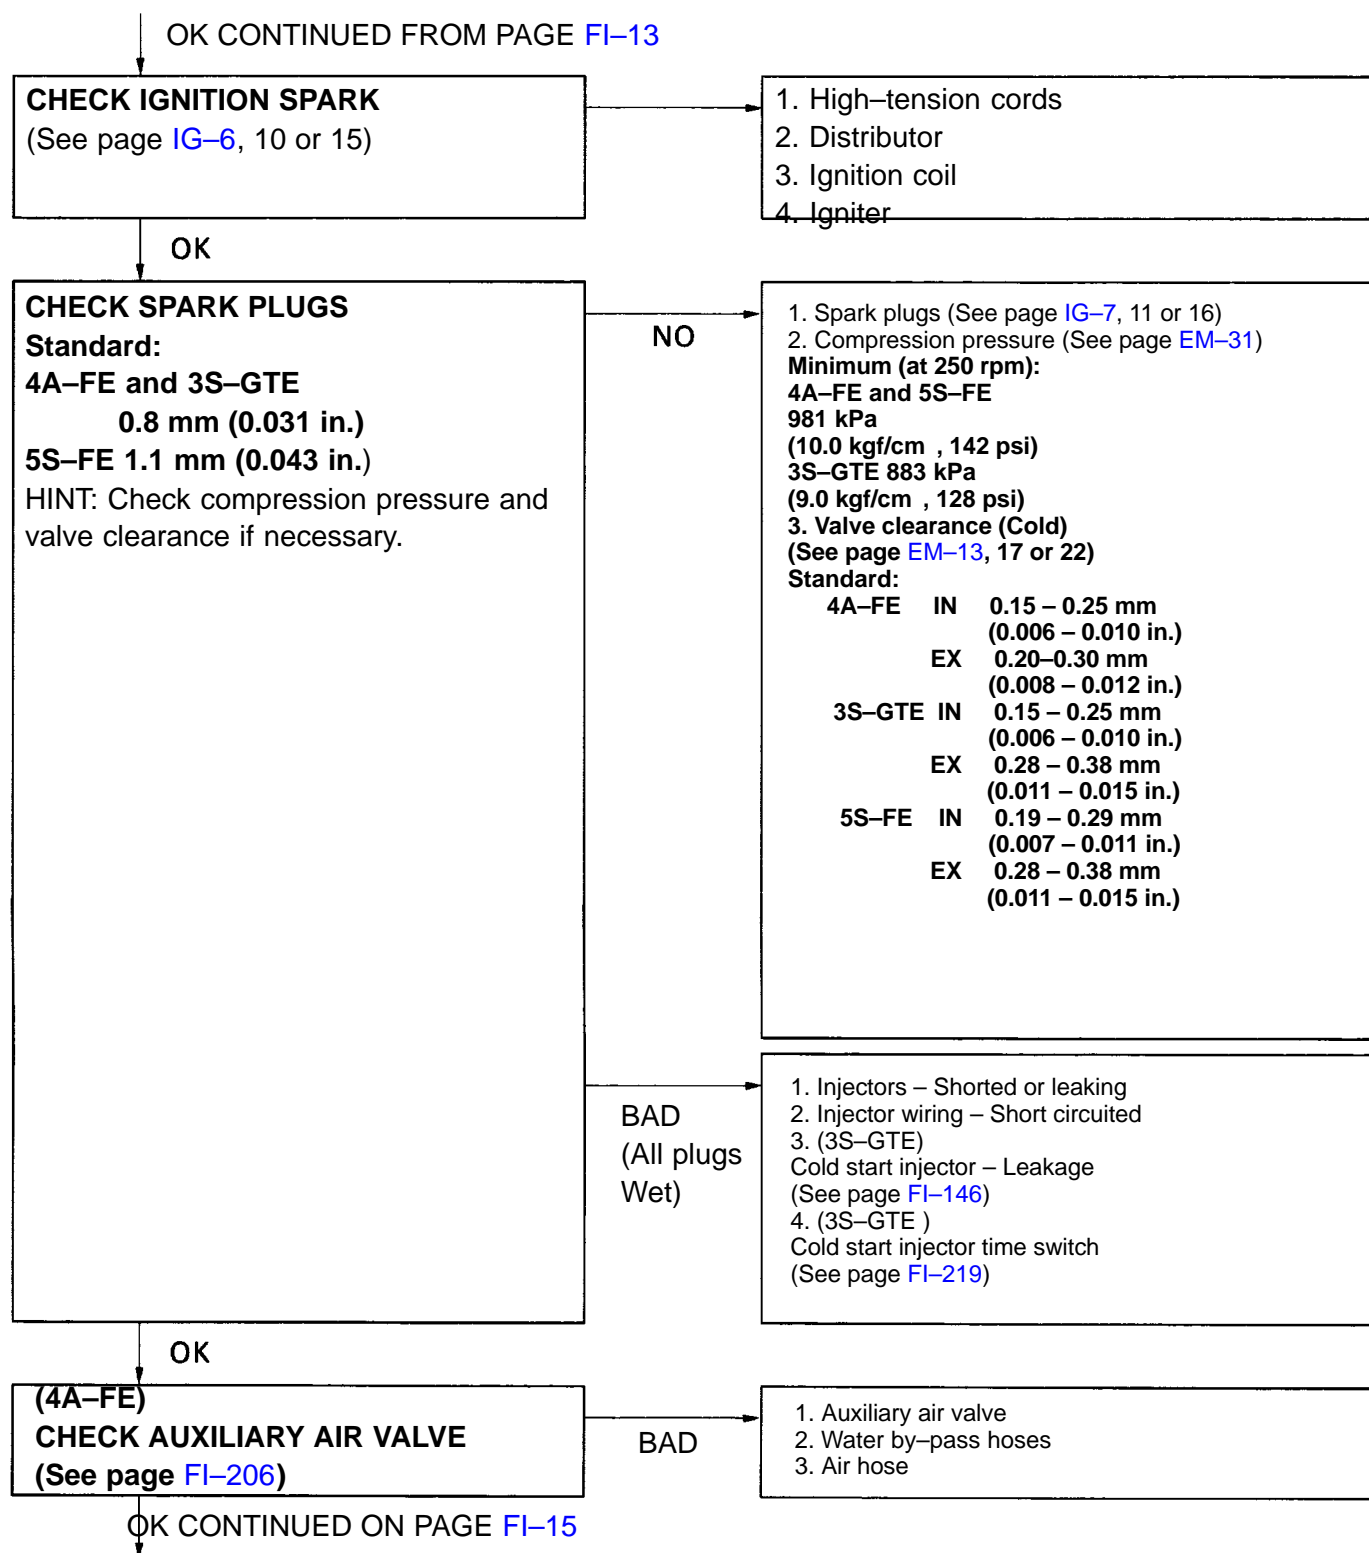 OK CONTINUED FROM PAGE FI–13
CHECK IGNITION SPARK
(See page IG–6, 10 or 15)
1. High–tension cords
2. Distributor
3. Ignition coil
4. Igniter
OK
CHECK SPARK PLUGS
Standard:
4A–FE and 3S–GTE
0.8 mm (0.031 in.)
5S–FE 1.1 mm (0.043 in.)
HINT: Check compression pressure and
valve clearance if necessary.
NO
1. Spark plugs (See page IG–7, 11 or 16)
2. Compression pressure (See page EM–31)
Minimum (at 250 rpm):
4A–FE and 5S–FE
981 kPa
(10.0 kgf/cm , 142 psi)
3S–GTE 883 kPa
(9.0 kgf/cm , 128 psi)
3. Valve clearance (Cold)
(See page EM–13, 17 or 22)
Standard:
4A–FE IN 0.15 – 0.25 mm
(0.006 – 0.010 in.)
EX 0.20–0.30 mm
(0.008 – 0.012 in.)
3S–GTE IN 0.15 – 0.25 mm
(0.006 – 0.010 in.)
EX 0.28 – 0.38 mm
(0.011 – 0.015 in.)
5S–FE IN 0.19 – 0.29 mm
(0.007 – 0.011 in.)
EX 0.28 – 0.38 mm
(0.011 – 0.015 in.)
BAD
(All plugs
Wet)
1. Injectors – Shorted or leaking
2. Injector wiring – Short circuited
3. (3S–GTE)
Cold start injector – Leakage
(See page FI–146)
4. (3S–GTE )
Cold start injector time switch
(See page FI–219)
OK
(4A–FE)
CHECK AUXILIARY AIR VALVE
(See page FI–206)
BAD
1. Auxiliary air valve
2. Water by–pass hoses
3. Air hose
OK CONTINUED ON PAGE FI–15